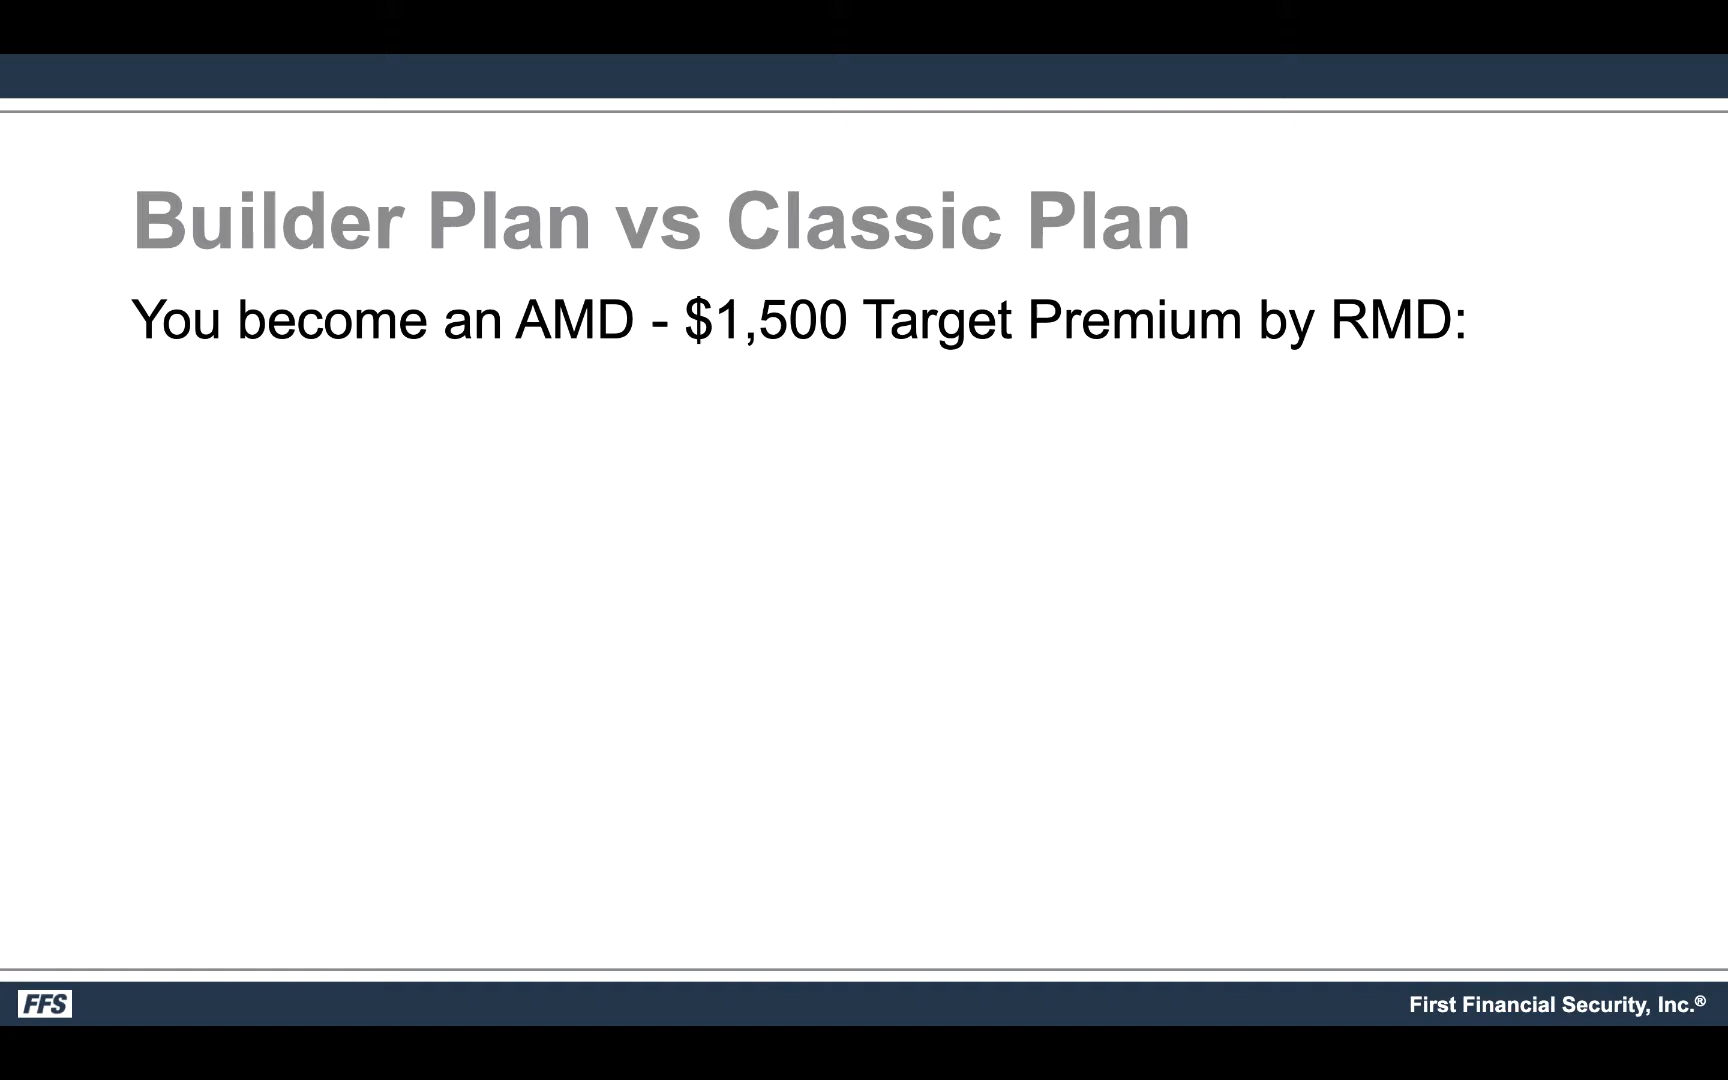 Builder Plan vs Classic Plan
You become an AMD - $1,500 Target Premium by RMD:
FFS
First Financial Security, Inc.®